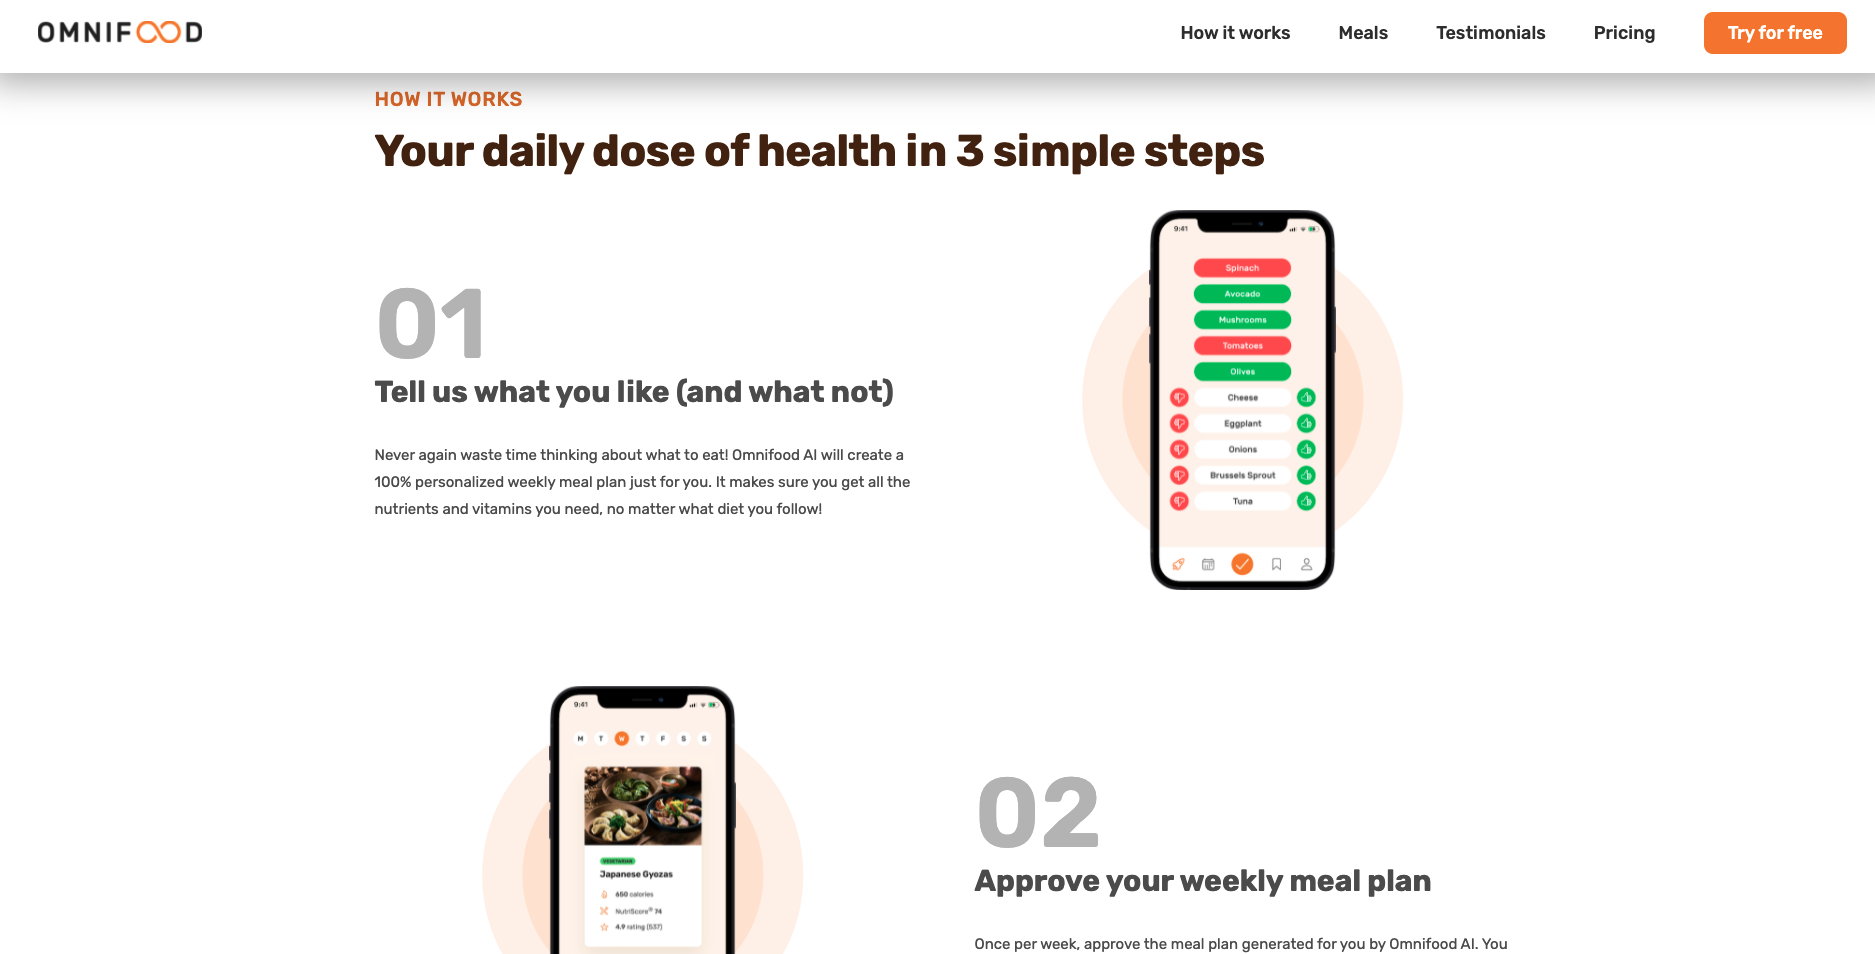 OMNIFOOD
How it works
Meals
Testimonials
Pricing
Try for free
HOW IT WORKS
Your daily dose of health in 3 simple steps
01
Tell us what you like (and what not)
Never again waste time thinking about what to eat! Omnifood AI will create a
100% personalized weekly meal plan just for you. It makes sure you get all the
nutrients and vitamins you need, no matter what diet you follow!
9:41
Spinach
Avocado
Mushrooms
Tomatoes
Olives
Cheese
Eggplant
Onions
Brussels Sprout
Tuna
9:41
M T W T F S S
VEGETARIAN
Japanese Gyozas
650 calories
NutriScore® 74
4.9 rating (537)
02
Approve your weekly meal plan
Once per week, approve the meal plan generated for you by Omnifood AI. You